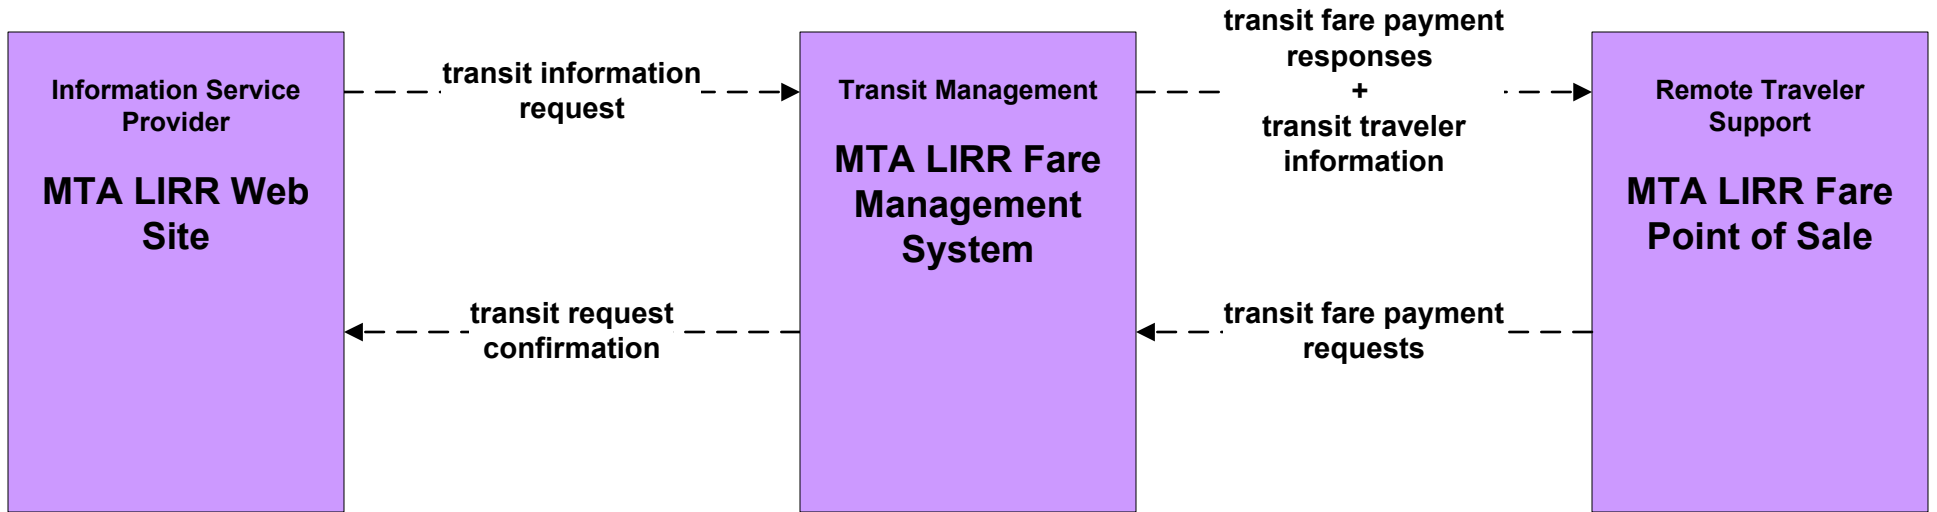 Information Service
Provider
MTA LIRR Web
Site
transit information
request
transit request
confirmation
Transit Management
MTA LIRR Fare
Management
System
transit fare payment
responses
+
transit traveler
information
transit fare payment
requests
Remote Traveler
Support
MTA LIRR Fare
Point of Sale